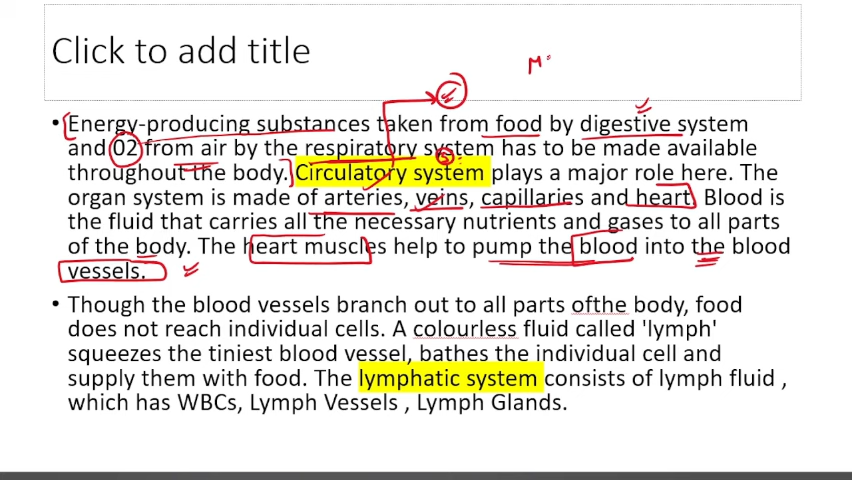 M
Click to add title
• Energy-producing substances taken from food by digestive system
and 02 from air by the respiratory system has to be made available
throughout the body. Circulatory system plays a major role here. The
organ system is made of arteries, veins, capillaries and heart. Blood is
the fluid that carries all the necessary nutrients and gases to all parts
of the body. The heart muscles help to pump the blood into the blood
vessels.
• Though the blood vessels branch out to all parts ofthe body, food
does not reach individual cells. A colourless fluid called 'lymph'
squeezes the tiniest blood vessel, bathes the individual cell and
supply them with food. The lymphatic system consists of lymph fluid ,
which has WBCs, Lymph Vessels , Lymph Glands.